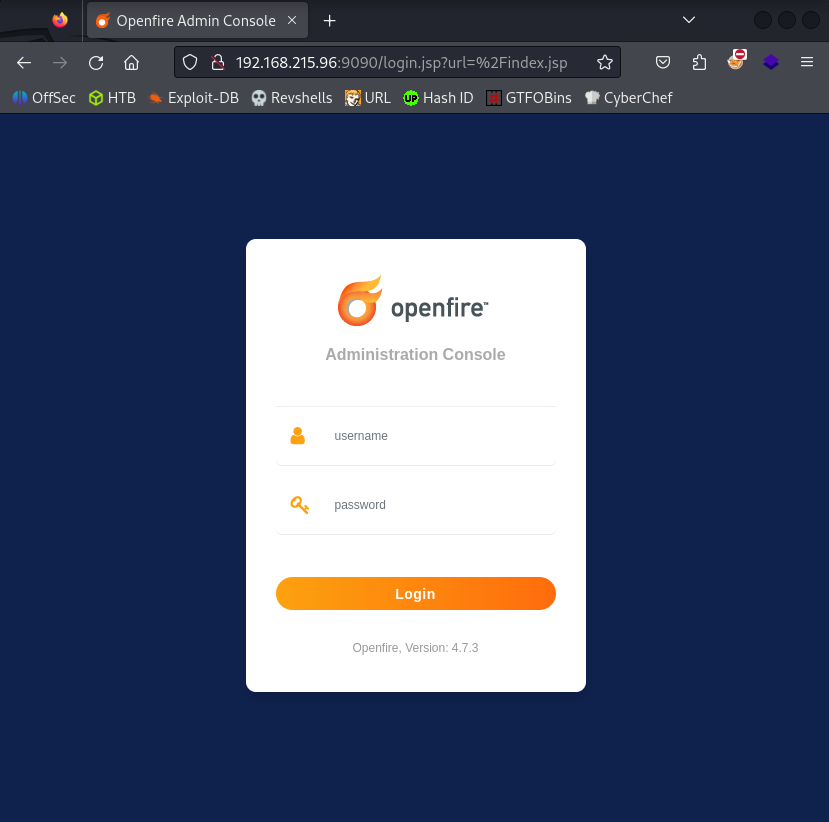 Openfire Admin Console
192.168.215.96:9090/login.jsp?url=%2Findex.jsp
OffSec HTB Exploit-DB Revshells URL UP Hash ID GTFOBins CyberChef
openfire™
Administration Console
username
password
Login
Openfire, Version: 4.7.3